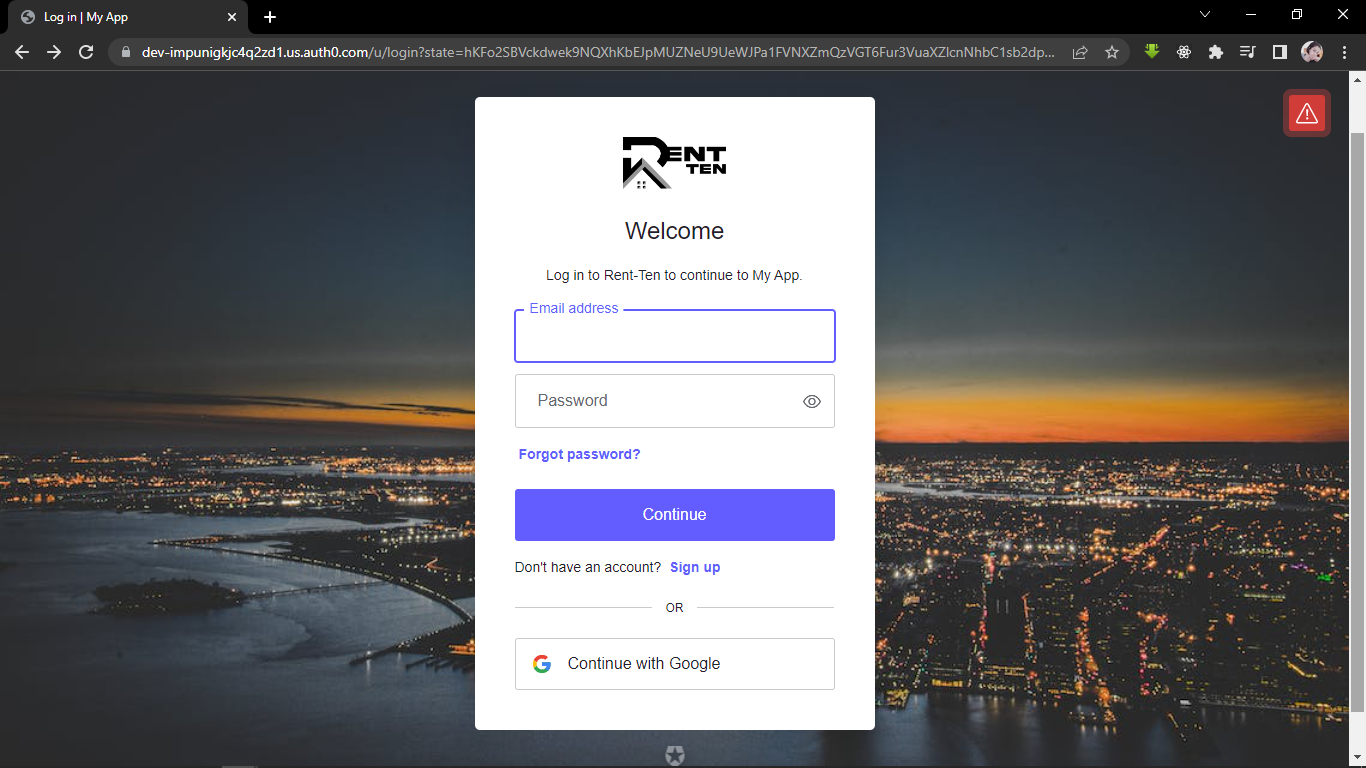 Log in | My App
dev-impunigkjc4q2zd1.us.auth0.com/u/login?state=hKFo2SBVckdwek9NQXhKbEJpMUZNeU9UeWJPa1FVNXZmQzVGT6Fur3VuaXZlcnNhbC1sb2dp...
RENT
TEN
Welcome
Log in to Rent-Ten to continue to My App.
Email address
Password
Forgot password?
Continue
Don't have an account? Sign up
OR
Continue with Google